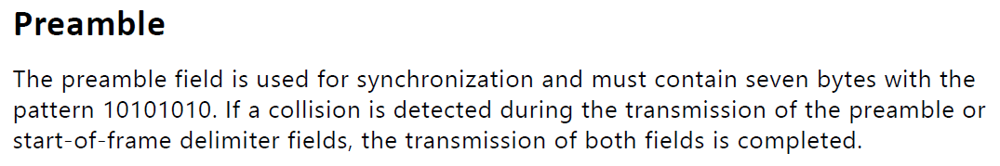 Preamble
The preamble field is used for synchronization and must contain seven bytes with the
pattern 10101010. If a collision is detected during the transmission of the preamble or
start-of-frame delimiter fields, the transmission of both fields is completed.